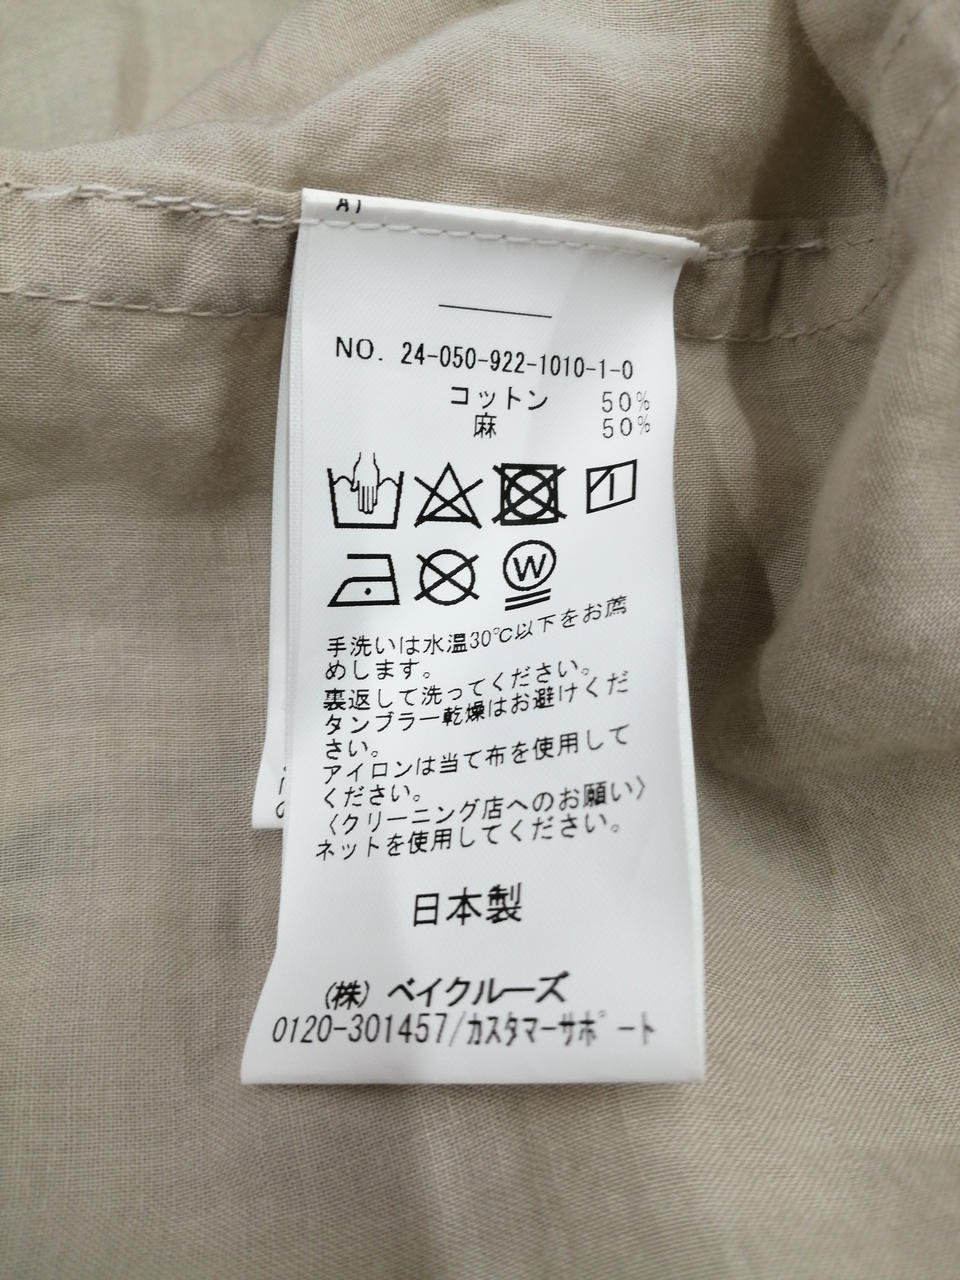 NO. 24-050-922-1010-1-0
コットン 50%
麻 50%
W
手洗いは水温30℃以下をお薦
めします。
裏返して洗ってください。
タンブラー乾燥はお避けくだ
さい。
アイロンは当て布を使用して
ください。
〈クリーニング店へのお願い〉
ネットを使用してください。
日本製
(株) ベイクルーズ
0120-301457/カスタマーサポート